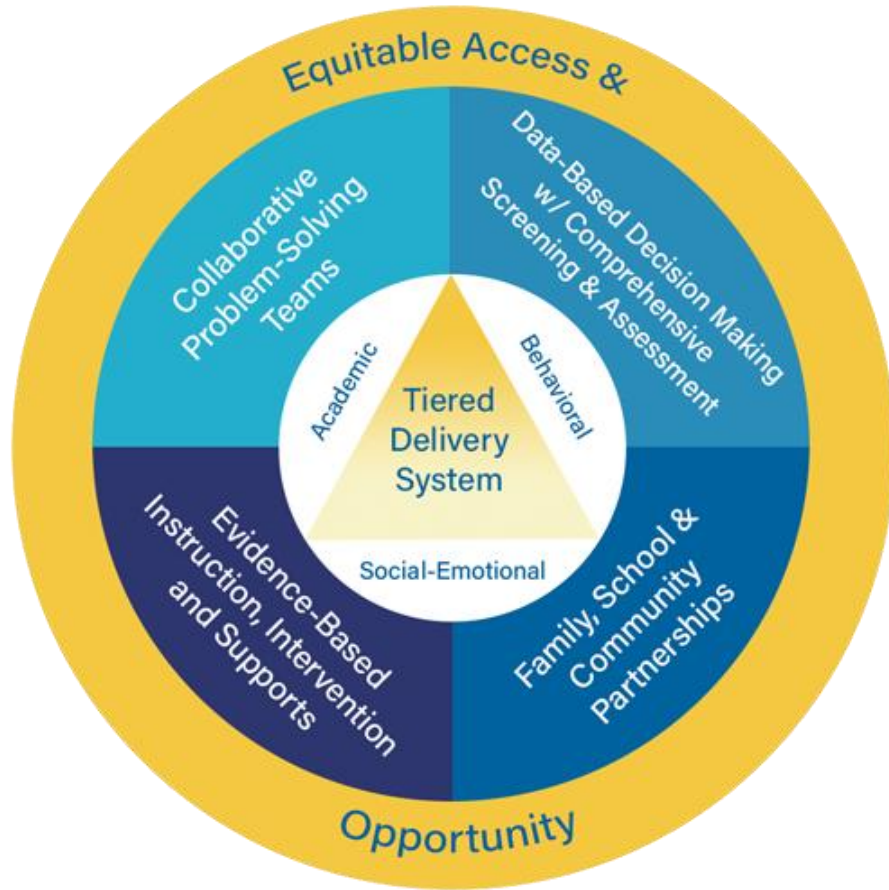 Equitable Access &
Collaborative
Problem-Solving
Teams
Data-Based Decision Making
w/ Comprehensive
Screening & Assessment
Academic
Behavioral
Tiered
Delivery
System
Social-Emotional
Evidence-Based
Instruction, Intervention
and Supports
Family, School &
Community
Partnerships
Opportunity